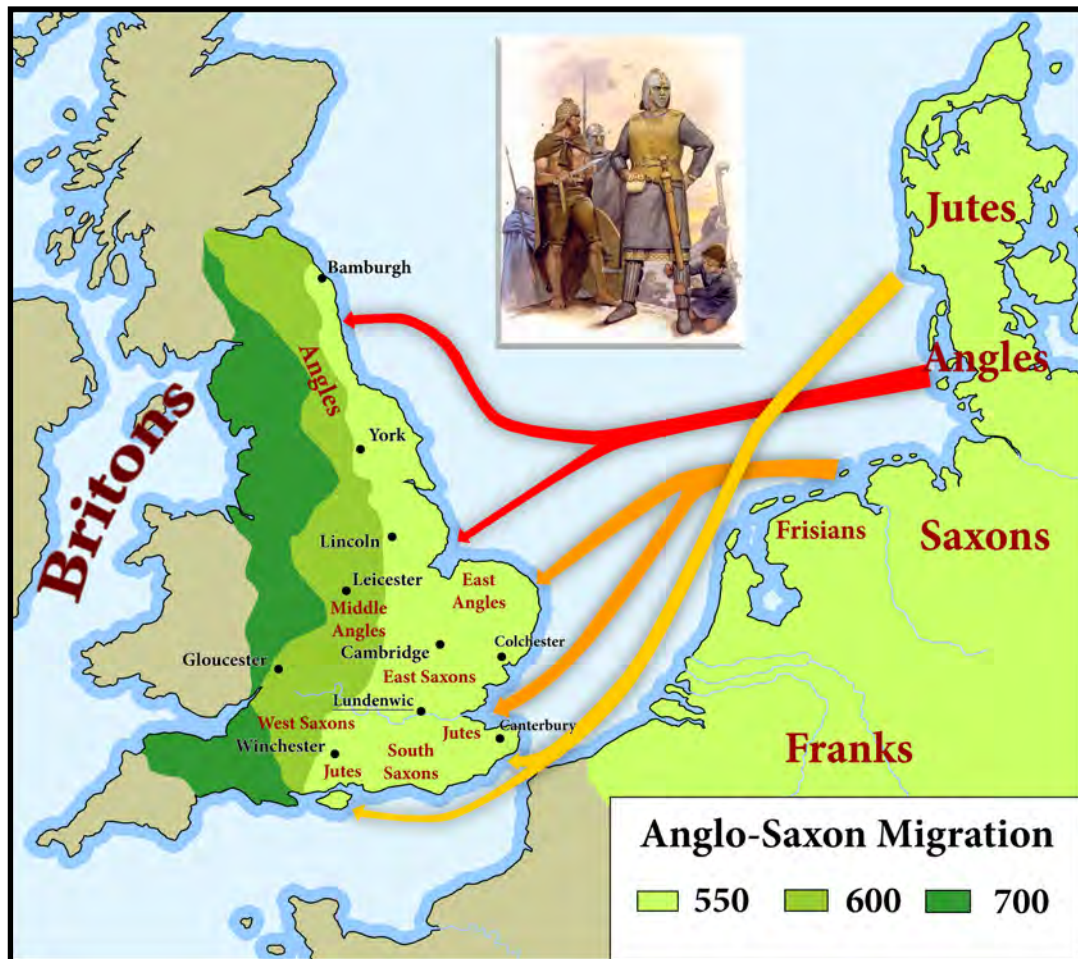 Jutes
Bamburgh
Angles
Angles
Britons
York
Frisians
Saxons
Lincoln
Leicester
East
Angles
Middle
Angles
Cambridge
Colchester
Gloucester
East Saxons
Lundenwic
West Saxons
Jutes
Canterbury
Winchester
South
Saxons
Jutes
Franks
Anglo-Saxon Migration
550 600 700